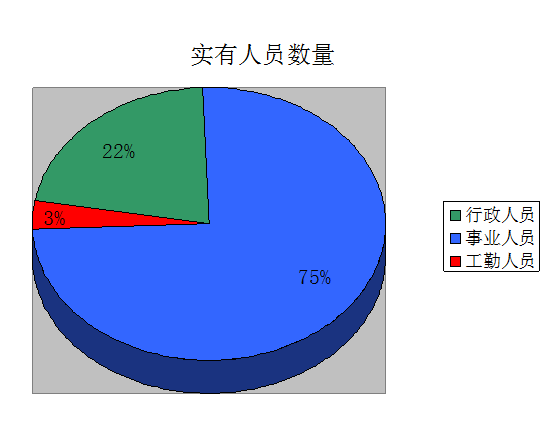 实有人员数量
22%
3%
75%
行政人员
事业人员
工勤人员